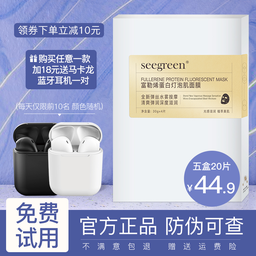 领券下单立减10元
购买任意一款
加18元送马卡龙
蓝牙耳机一对
(每天仅限前10名 颜色随机)
seegreen®
FULLERENE PROTEIN FLUORESCENT MASK
富勒烯蛋白灯泡肌面膜
五盒20片
¥44.9
免费
试用
官方正品 防伪可查
不满意包退 赠送运费险